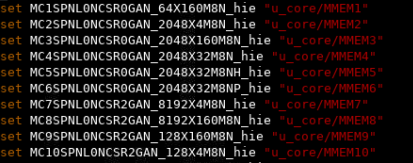 set MC1SPNL0NCSR0GAN_64X160M8N_hie "u_core/MMEM1"
set MC2SPNL0NCSR0GAN_2048X4M8N_hie "u_core/MMEM2"
set MC3SPNL0NCSR0GAN_2048X160M8N_hie "u_core/MMEM3"
set MC4SPNL0NCSR0GAN_2048X32M8N_hie "u_core/MMEM4"
set MC5SPNL0NCSR0GAN_2048X32M8NH_hie "u_core/MMEM5"
set MC6SPNL0NCSR0GAN_2048X32M8NP_hie "u_core/MMEM6"
set MC7SPNL0NCSR2GAN_8192X4M8N_hie "u_core/MMEM7"
set MC8SPNL0NCSR2GAN_8192X160M8N_hie "u_core/MMEM8"
set MC9SPNL0NCSR2GAN_128X160M8N_hie "u_core/MMEM9"
set MC10SPNL0NCSR2GAN_128X4M8N_hie "u_core/MMEM10"